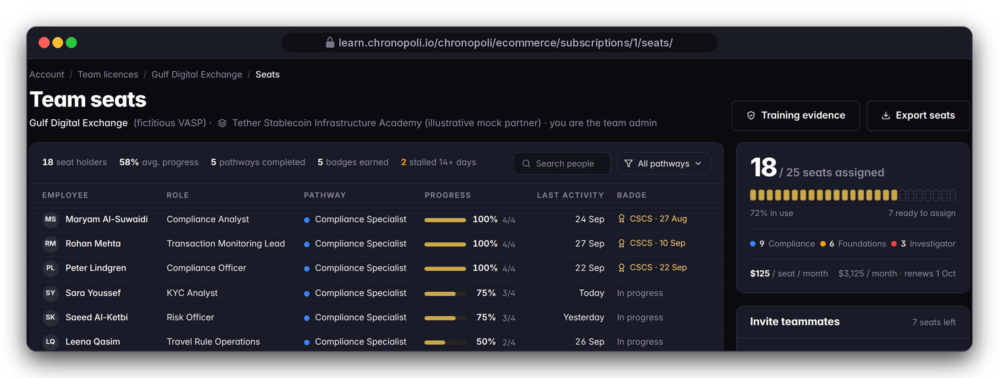 learn.chronopoli.io/chronopoli/ecommerce/subscriptions/1/seats/
Account / Team licences / Gulf Digital Exchange / Seats
Team seats
Gulf Digital Exchange (fictitious VASP) · Tether Stablecoin Infrastructure Academy (illustrative mock partner) · you are the team admin
Training evidence
Export seats
18 seat holders 58% avg. progress 5 pathways completed 5 badges earned 2 stalled 14+ days
Search people
All pathways
EMPLOYEE ROLE PATHWAY PROGRESS LAST ACTIVITY BADGE
MS Maryam Al-Suwaidi Compliance Analyst Compliance Specialist 100% 4/4 24 Sep CSCS · 27 Aug
RM Rohan Mehta Transaction Monitoring Lead Compliance Specialist 100% 4/4 27 Sep CSCS · 10 Sep
PL Peter Lindgren Compliance Officer Compliance Specialist 100% 4/4 22 Sep CSCS · 22 Sep
SY Sara Youssef KYC Analyst Compliance Specialist 75% 3/4 Today In progress
SK Saeed Al-Ketbi Risk Officer Compliance Specialist 75% 3/4 Yesterday In progress
LQ Leena Qasim Travel Rule Operations Compliance Specialist 50% 2/4 26 Sep In progress
18 / 25 seats assigned
72% in use 7 ready to assign
9 Compliance 6 Foundations 3 Investigator
$125 / seat / month $3,125 / month · renews 1 Oct
Invite teammates 7 seats left